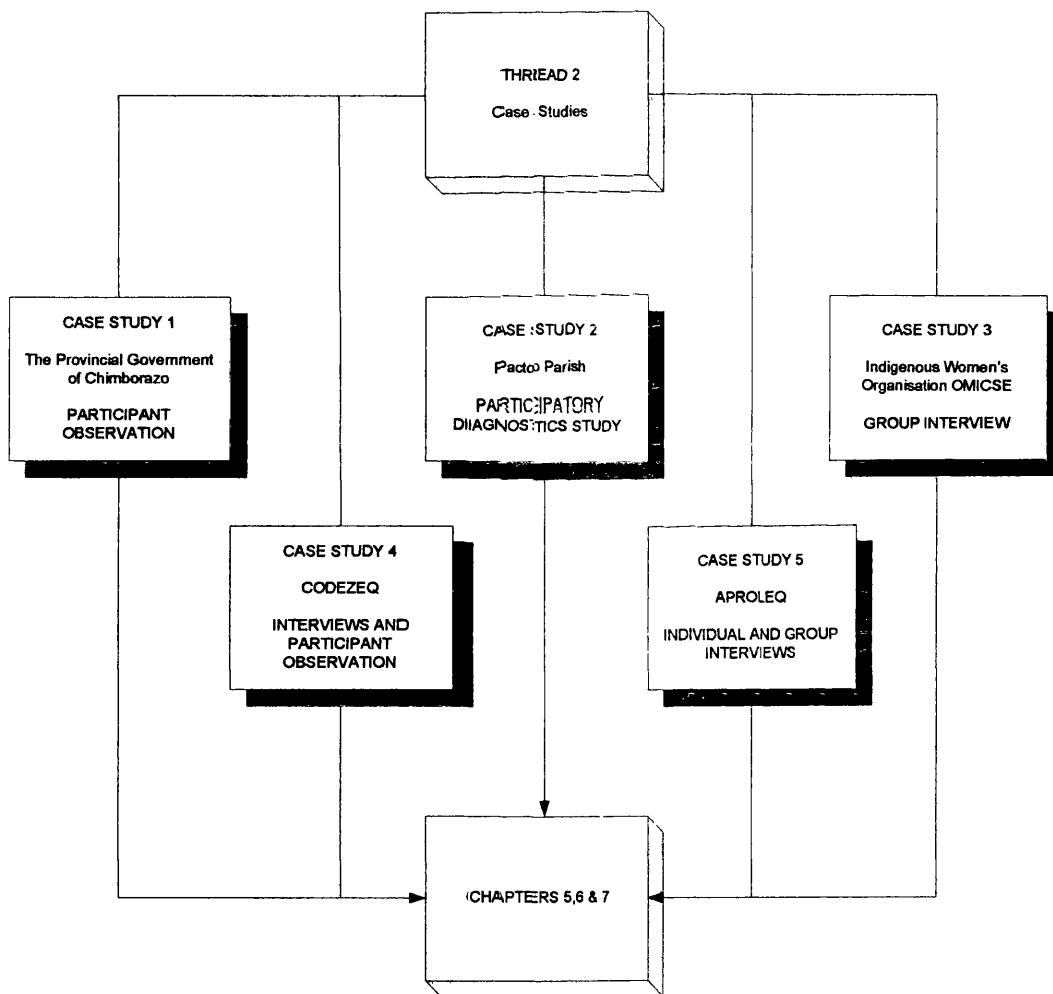 THREAD 2
Case Studies
CASE STUDY 1
The Provincial Government
of Chimborazo
PARTICIPANT
OBSERVATION
CASE STUDY 2
Pacto Parish
PARTICIPATORY
DIAGNOSTICS STUDY
CASE STUDY 3
Indigenous Women's
Organisation OMICSE
GROUP INTERVIEW
CASE STUDY 4
CODEZEQ
INTERVIEWS AND
PARTICIPANT
OBSERVATION
CASE STUDY 5
APROLEQ
INDIVIDUAL AND GROUP
INTERVIEWS
CHAPTERS 5,6 & 7